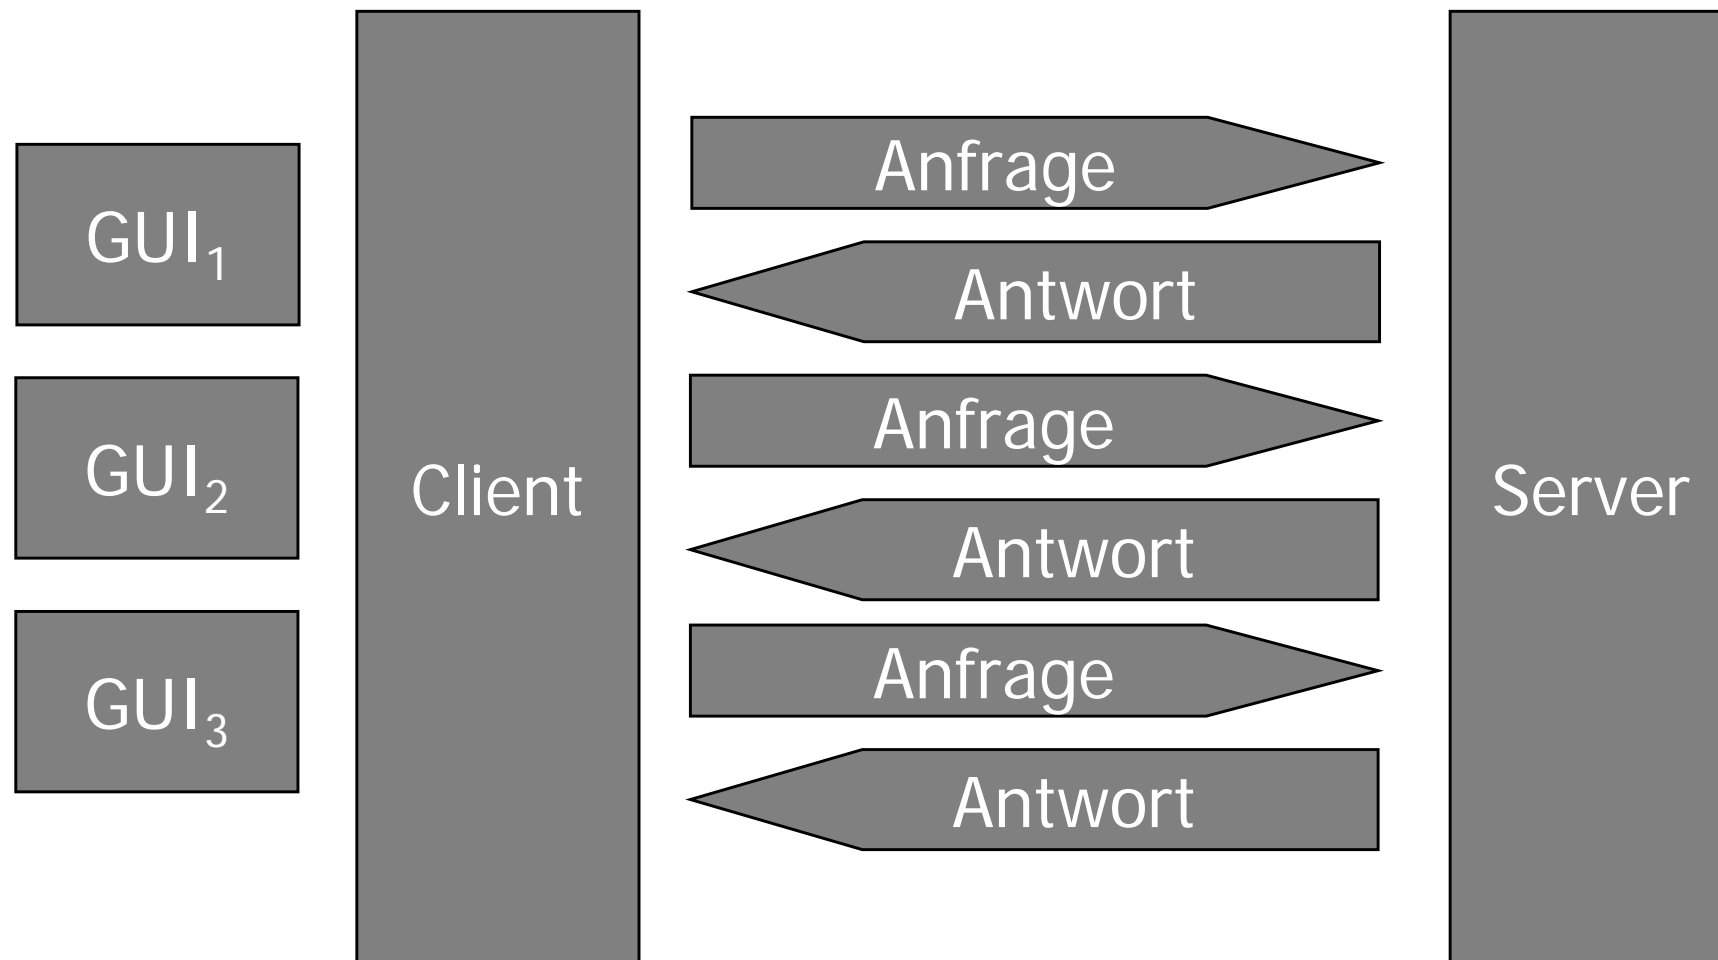 GUI₁
GUI₂
GUI₃
Client
Anfrage
Antwort
Anfrage
Antwort
Anfrage
Antwort
Server